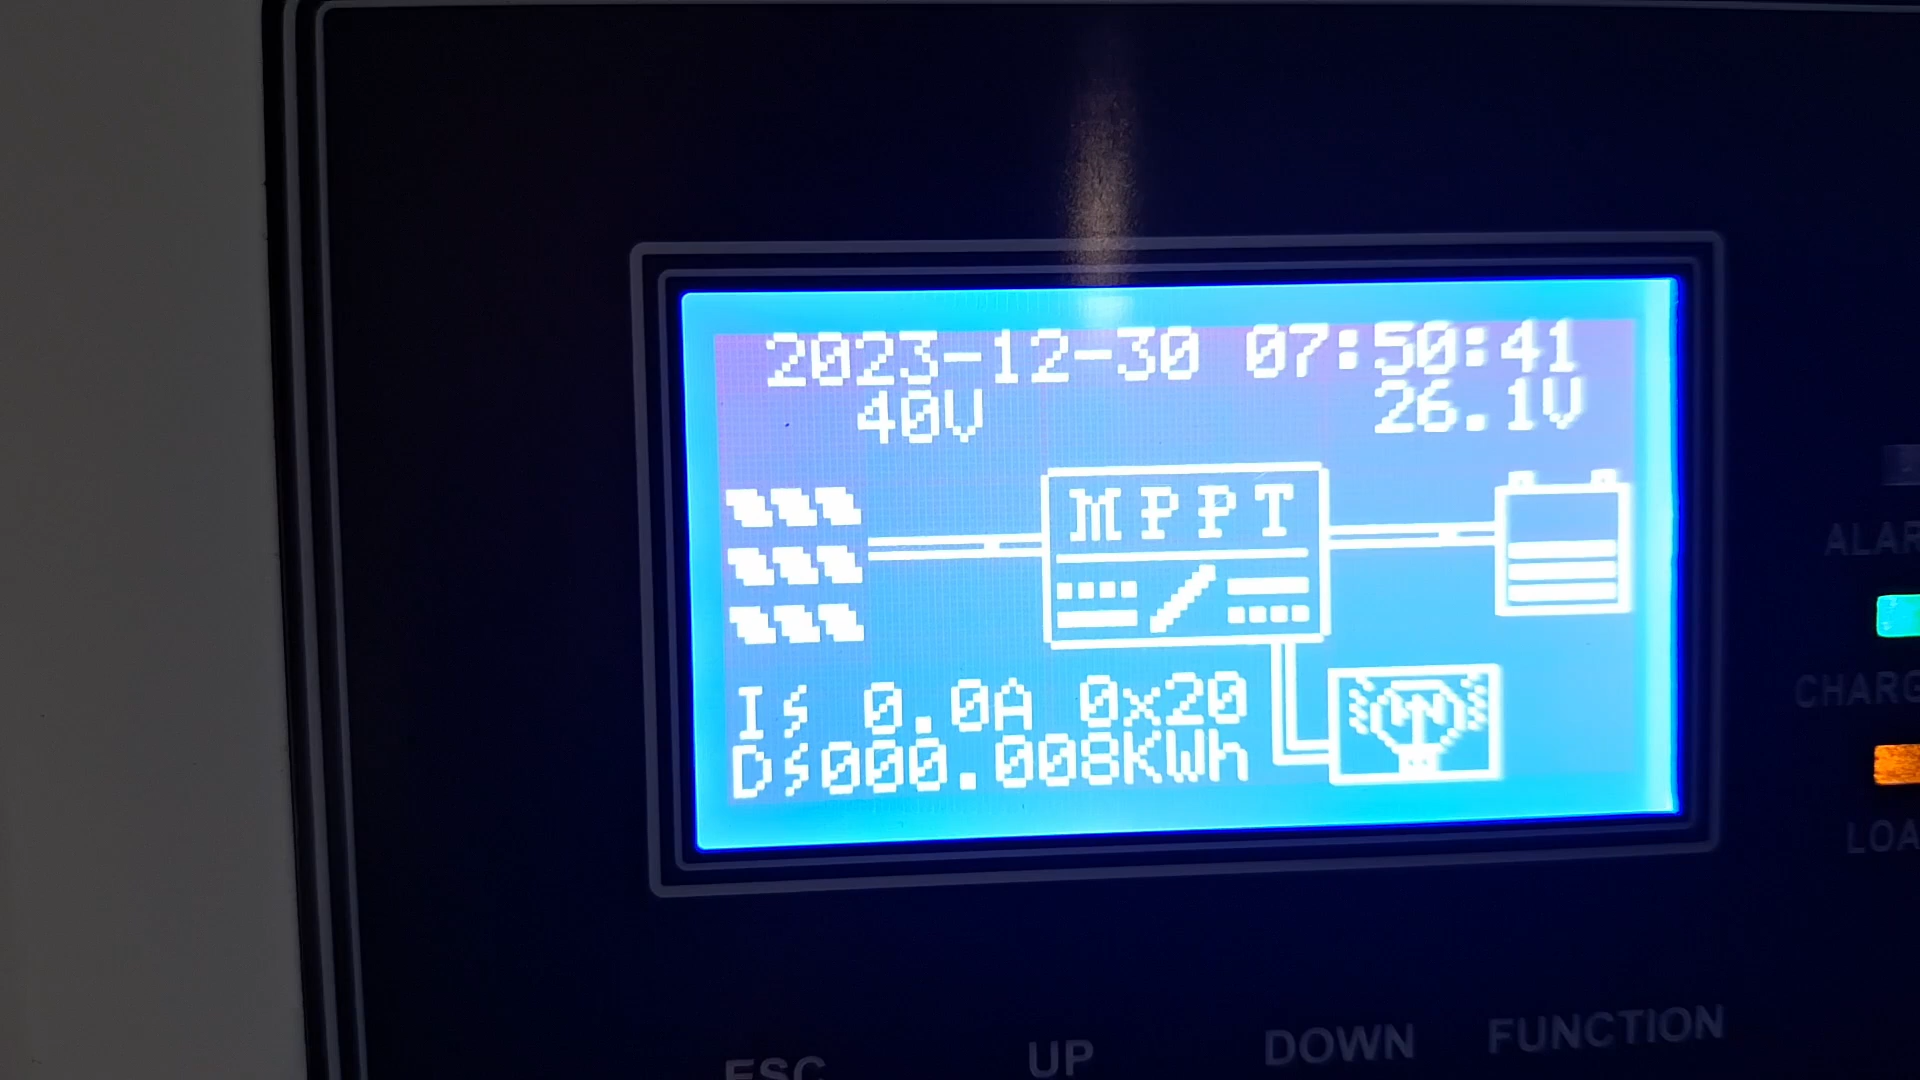 2023-12-30 07:50:41
40V 26.1V
MPPT
I 0.0A 0x20
D 000.008KWh
ESC UP DOWN FUNCTION